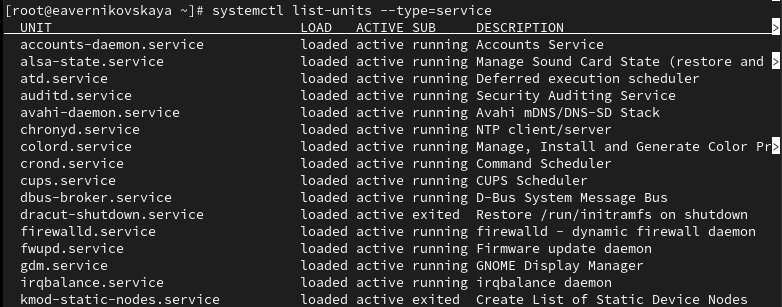 [root@eavernikovskaya ~]# systemctl list-units --type=service
UNIT LOAD ACTIVE SUB DESCRIPTION >
accounts-daemon.service loaded active running Accounts Service
alsa-state.service loaded active running Manage Sound Card State (restore and >
atd.service loaded active running Deferred execution scheduler
auditd.service loaded active running Security Auditing Service
avahi-daemon.service loaded active running Avahi mDNS/DNS-SD Stack
chronyd.service loaded active running NTP client/server
colord.service loaded active running Manage, Install and Generate Color Pr>
crond.service loaded active running Command Scheduler
cups.service loaded active running CUPS Scheduler
dbus-broker.service loaded active running D-Bus System Message Bus
dracut-shutdown.service loaded active exited Restore /run/initramfs on shutdown
firewalld.service loaded active running firewalld - dynamic firewall daemon
fwupd.service loaded active running Firmware update daemon
gdm.service loaded active running GNOME Display Manager
irqbalance.service loaded active running irqbalance daemon
kmod-static-nodes.service loaded active exited Create List of Static Device Nodes